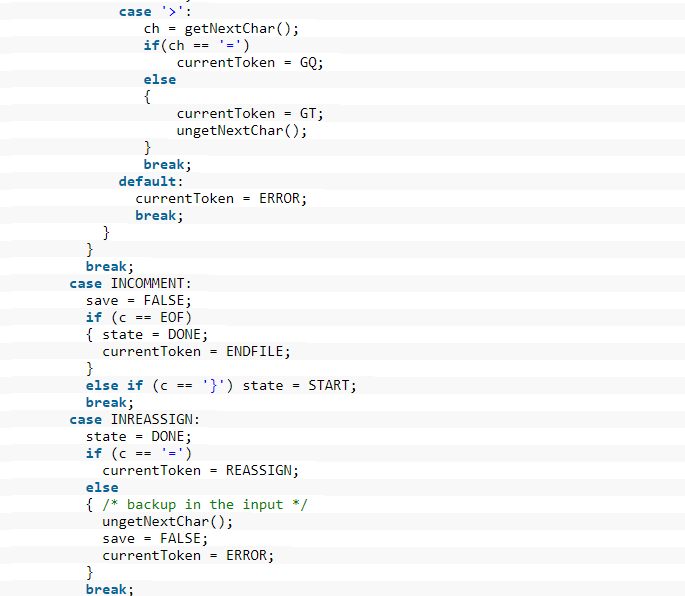 case '>':
ch = getNextChar();
if(ch == '=')
currentToken = GQ;
else
{
currentToken = GT;
ungetNextChar();
}
break;
default:
currentToken = ERROR;
break;
}
}
break;
case INCOMMENT:
save = FALSE;
if (c == EOF)
{ state = DONE;
currentToken = ENDFILE;
}
else if (c == '}') state = START;
break;
case INREASSIGN:
state = DONE;
if (c == '=')
currentToken = REASSIGN;
else
{ /* backup in the input */
ungetNextChar();
save = FALSE;
currentToken = ERROR;
}
break;